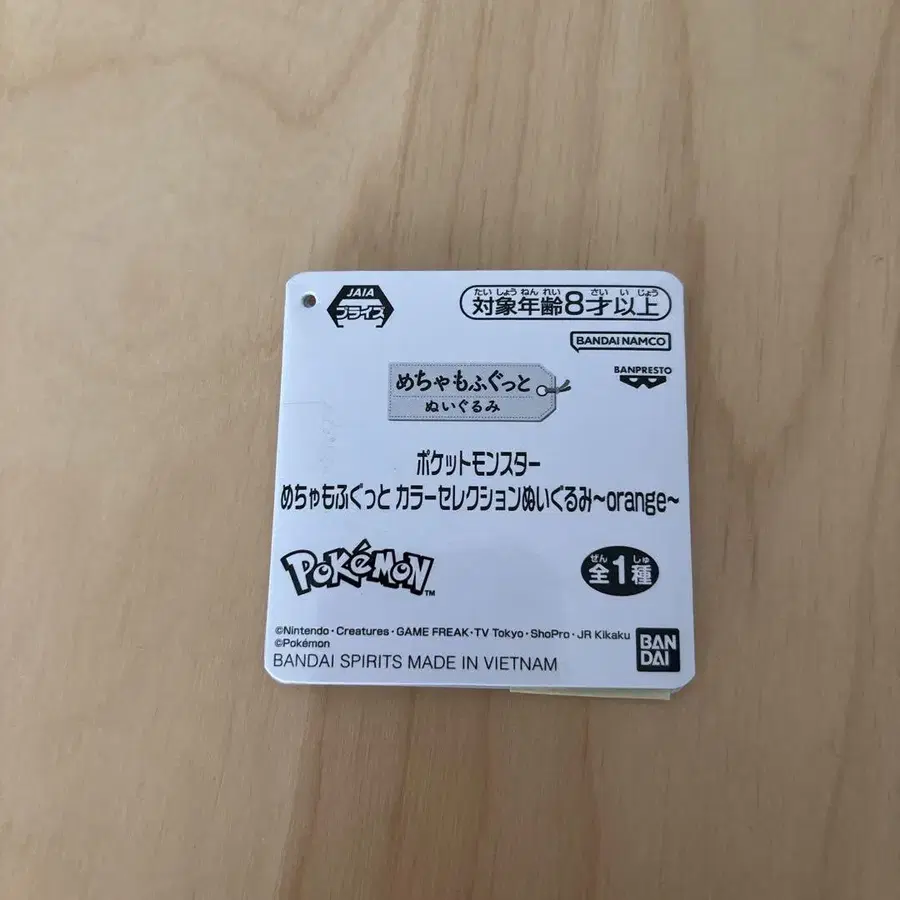 JAIA
プライズ
たいしょうねんれい さいいじょう
対象年齢8才以上
BANDAI NAMCO
BANPRESTO
めちゃもふぐっと
ぬいぐるみ
ポケットモンスター
めちゃもふぐっと カラーセレクションぬいぐるみ~orange~
POKéMON™
ぜん しゅ
全1種
©Nintendo・Creatures・GAME FREAK・TV Tokyo・ShoPro・JR Kikaku
©Pokémon
BANDAI SPIRITS MADE IN VIETNAM
BAN
DAI